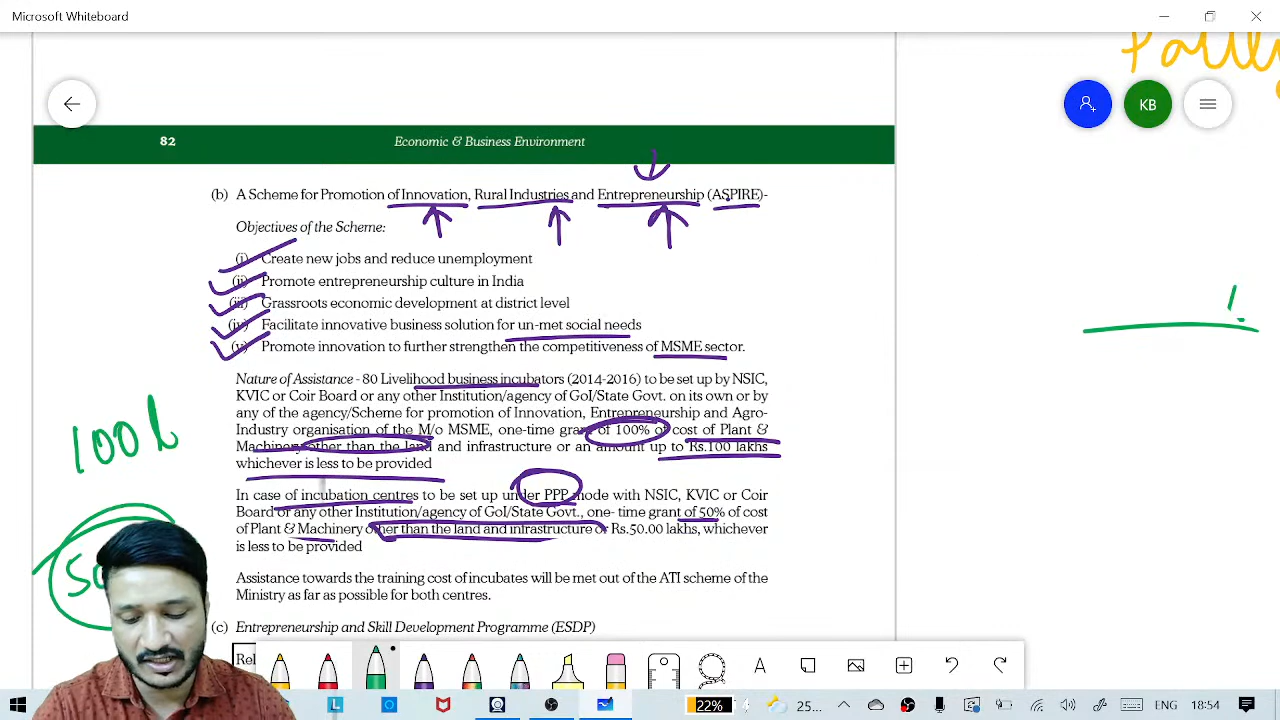 Microsoft Whiteboard
KB
82 Economic & Business Environment
(b) A Scheme for Promotion of Innovation, Rural Industries and Entrepreneurship (ASPIRE)-
Objectives of the Scheme:
(i) Create new jobs and reduce unemployment
(ii) Promote entrepreneurship culture in India
(iii) Grassroots economic development at district level
(iv) Facilitate innovative business solution for un-met social needs
(v) Promote innovation to further strengthen the competitiveness of MSME sector.
Nature of Assistance - 80 Livelihood business incubators (2014-2016) to be set up by NSIC,
KVIC or Coir Board or any other Institution/agency of GoI/State Govt. on its own or by
any of the agency/Scheme for promotion of Innovation, Entrepreneurship and Agro-
Industry organisation of the M/o MSME, one-time grant of 100% of cost of Plant &
Machinery other than the land and infrastructure or an amount up to Rs.100 lakhs
whichever is less to be provided
100 L
In case of incubation centres to be set up under PPP mode with NSIC, KVIC or Coir
Board or any other Institution/agency of GoI/State Govt., one- time grant of 50% of cost
of Plant & Machinery other than the land and infrastructure or Rs.50.00 lakhs, whichever
is less to be provided
Assistance towards the training cost of incubates will be met out of the ATI scheme of the
Ministry as far as possible for both centres.
(c) Entrepreneurship and Skill Development Programme (ESDP)
22% 25 ENG 18:54